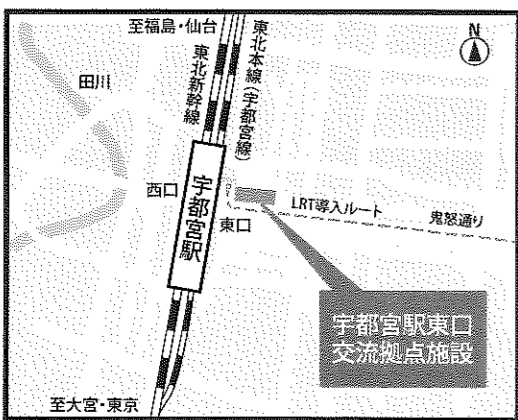 至福島・仙台
N
田川
東北新幹線
東北本線(宇都宮線)
西口
宇都宮駅
東口
LRT導入ルート
鬼怒通り
宇都宮駅東口
交流拠点施設
至大宮・東京